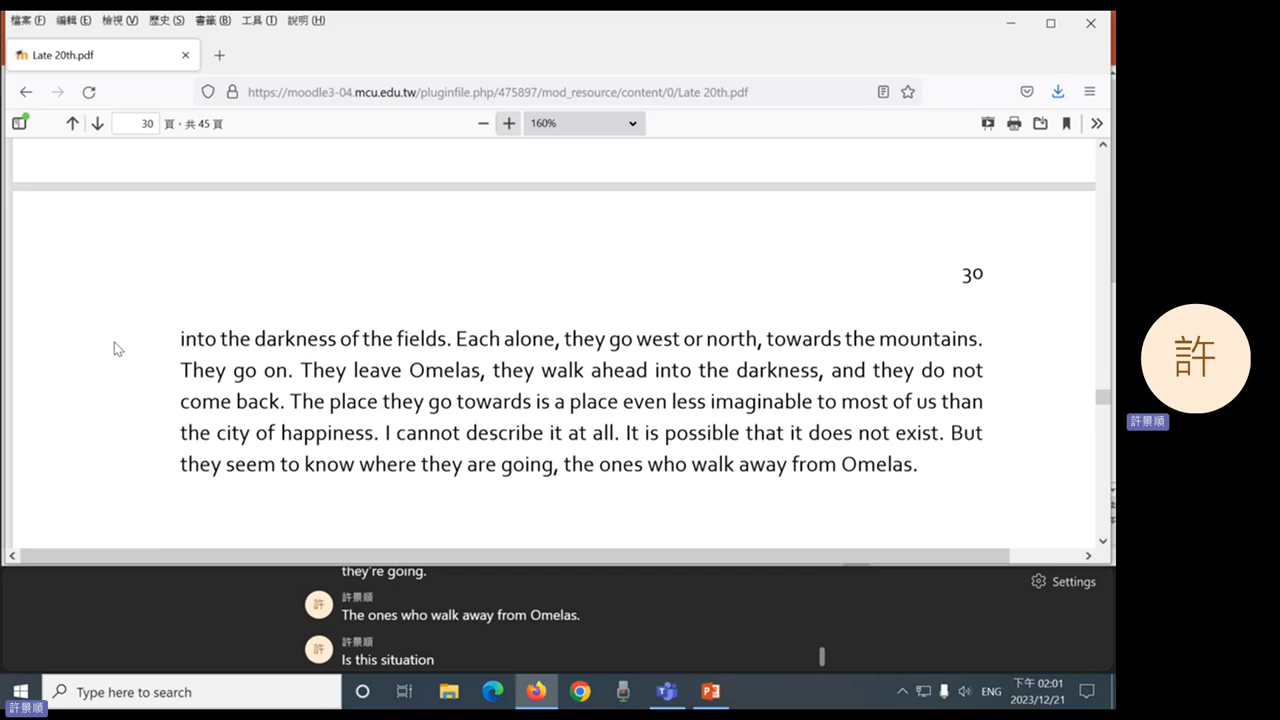 檔案 (F) 編輯 (E) 檢視 (V) 歷史 (S) 書籤 (B) 工具 (T) 說明 (H)
Late 20th.pdf
https://moodle3-04.mcu.edu.tw/pluginfile.php/475897/mod_resource/content/0/Late 20th.pdf
30 頁，共 45 頁
160%
30
into the darkness of the fields. Each alone, they go west or north, towards the mountains.
They go on. They leave Omelas, they walk ahead into the darkness, and they do not
come back. The place they go towards is a place even less imaginable to most of us than
the city of happiness. I cannot describe it at all. It is possible that it does not exist. But
they seem to know where they are going, the ones who walk away from Omelas.
許
許景順
they're going.
Settings
許
許景順
The ones who walk away from Omelas.
許
許景順
Is this situation
Type here to search
ENG
下午 02:01
2023/12/21
許景順